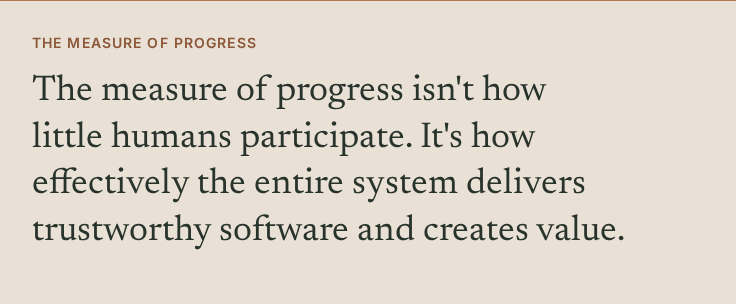 THE MEASURE OF PROGRESS
The measure of progress isn't how
little humans participate. It's how
effectively the entire system delivers
trustworthy software and creates value.